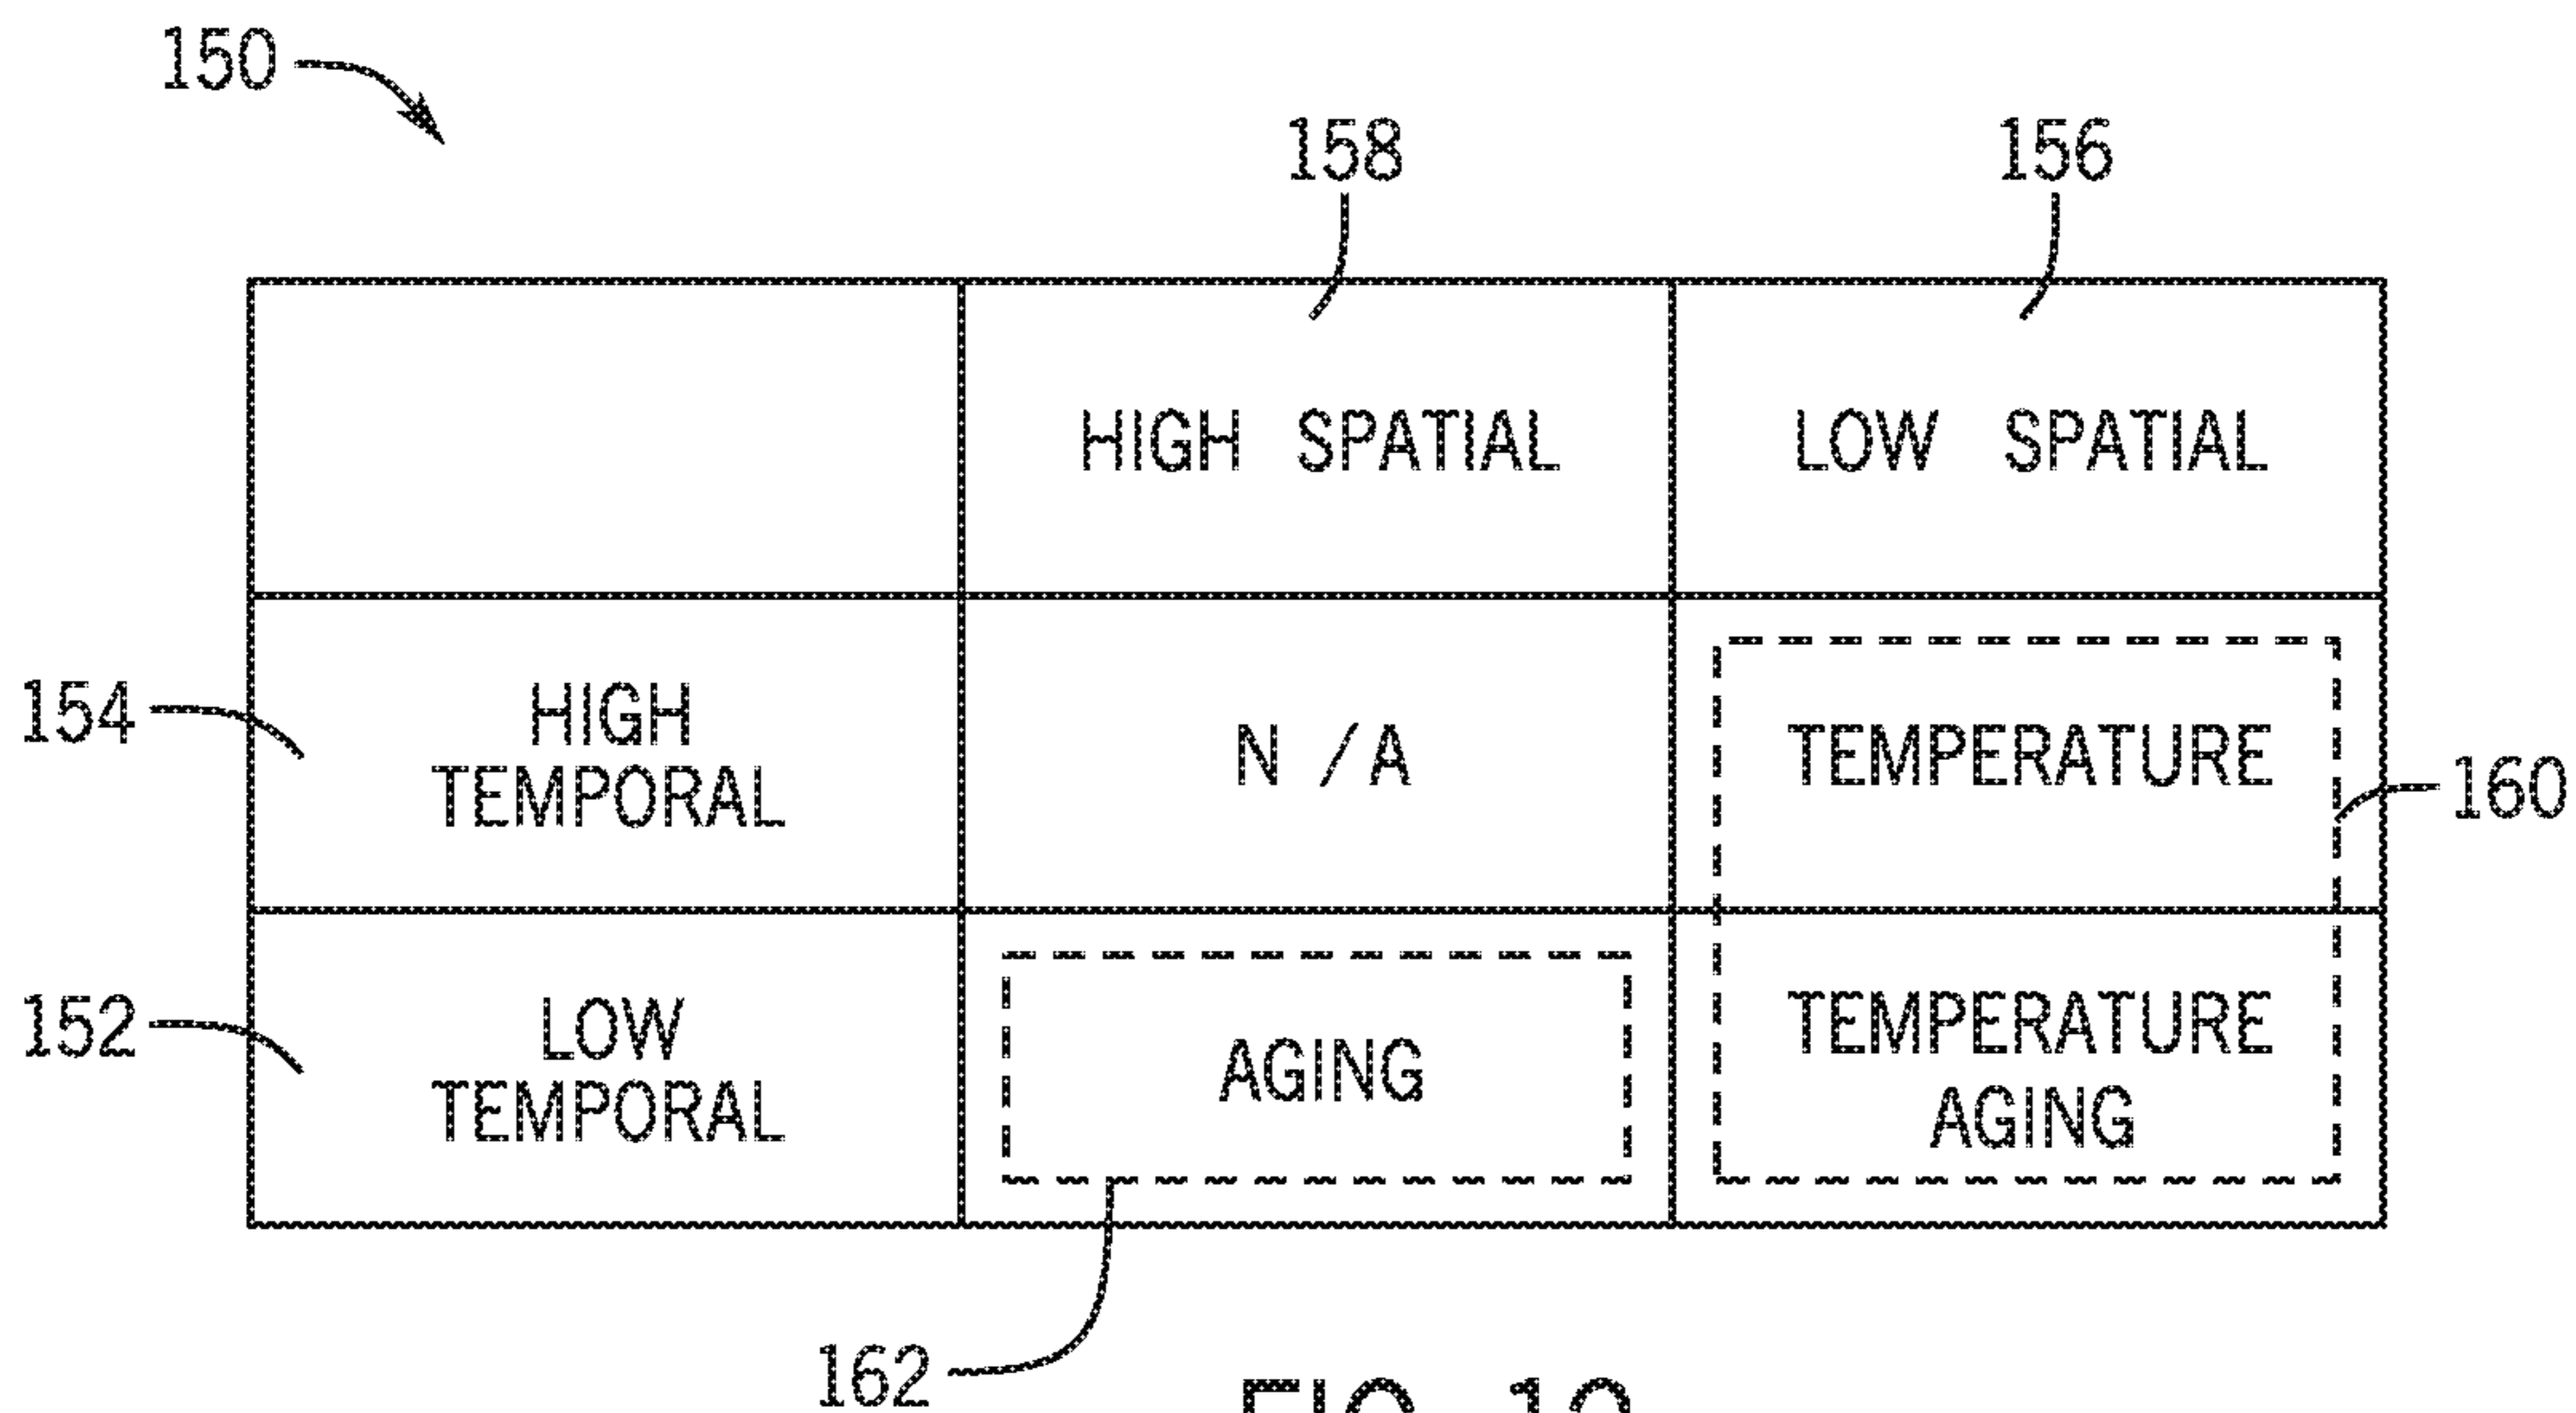 150
158
156
HIGH SPATIAL
LOW SPATIAL
154
HIGH
TEMPORAL
N / A
TEMPERATURE
160
152
LOW
TEMPORAL
AGING
TEMPERATURE
AGING
162